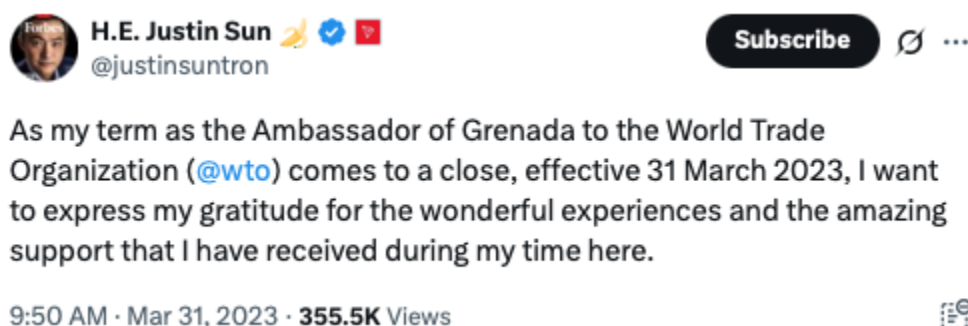 Forbes
H.E. Justin Sun 🍌
@justinsuntron
Subscribe
As my term as the Ambassador of Grenada to the World Trade
Organization (@wto) comes to a close, effective 31 March 2023, I want
to express my gratitude for the wonderful experiences and the amazing
support that I have received during my time here.
9:50 AM · Mar 31, 2023 · 355.5K Views